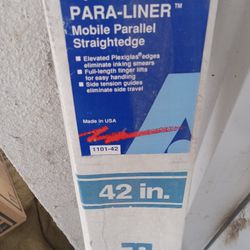 PARA-LINER™
Mobile Parallel
Straightedge
• Elevated Plexiglas® edges
eliminate inking smears
• Full-length finger lifts
for easy handling
• Side tension guides
eliminate side travel
Made in USA
1101-42
42 in.